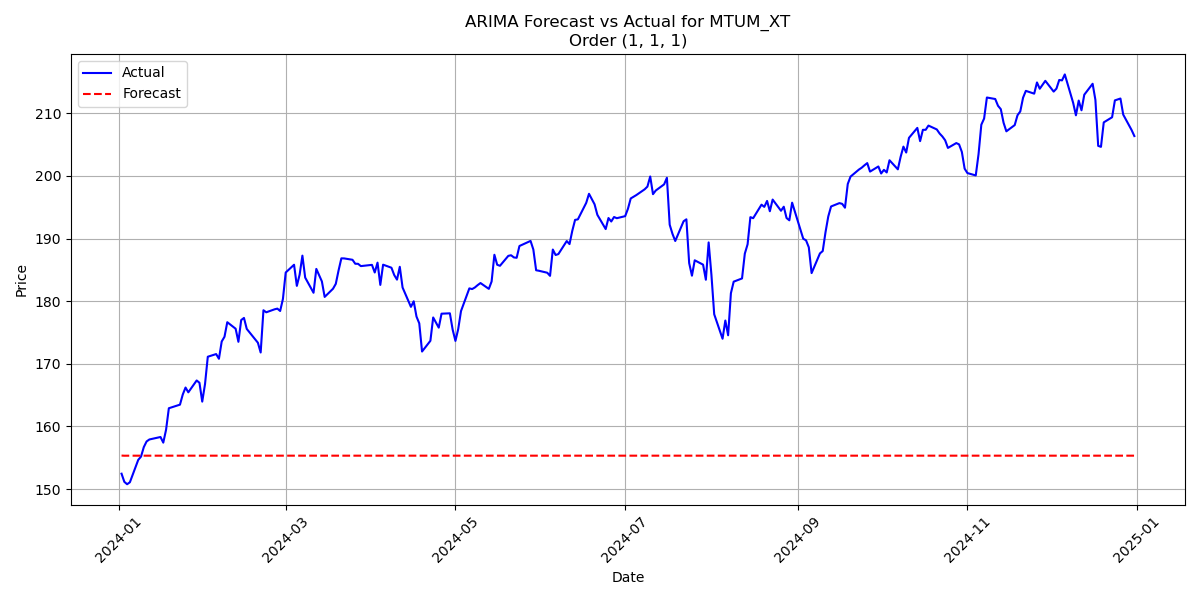 ARIMA Forecast vs Actual for MTUM_XT
Order (1, 1, 1)
Actual
Forecast
Price
210
200
190
180
170
160
150
2024-01
2024-03
2024-05
2024-07
2024-09
2024-11
2025-01
Date